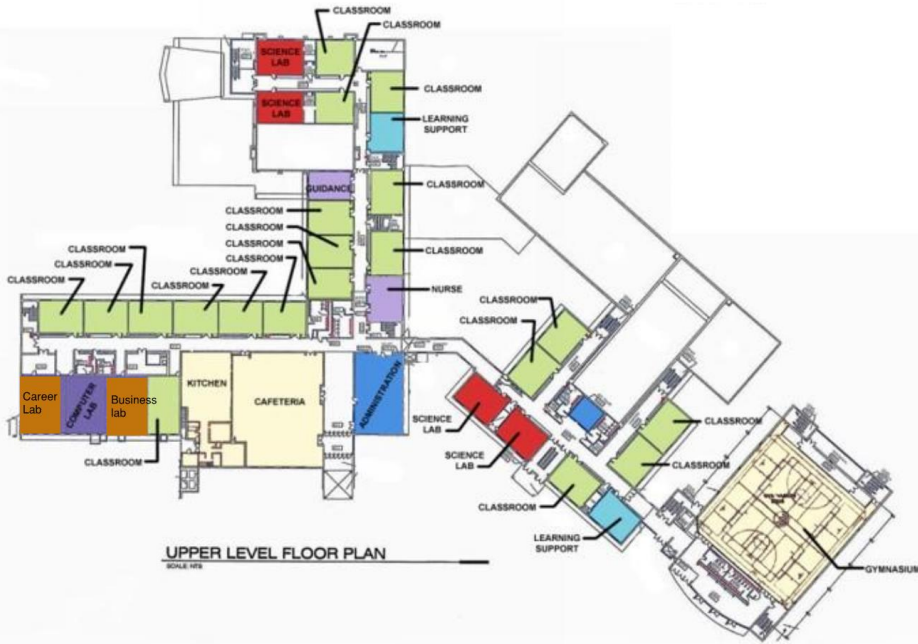 CLASSROOM
CLASSROOM
SCIENCE
LAB
SCIENCE
LAB
CLASSROOM
LEARNING
SUPPORT
GUIDANCE
CLASSROOM
CLASSROOM
CLASSROOM
CLASSROOM
CLASSROOM
CLASSROOM
CLASSROOM
CLASSROOM
CLASSROOM
CLASSROOM
CLASSROOM
NURSE
CLASSROOM
CLASSROOM
Career
Lab
COMPUTER
LAB
Business
lab
CLASSROOM
KITCHEN
CAFETERIA
ADMINISTRATION
SCIENCE
LAB
SCIENCE
LAB
CLASSROOM
CLASSROOM
CLASSROOM
LEARNING
SUPPORT
GYMNASIUM
UPPER LEVEL FLOOR PLAN
SCALE: NTS